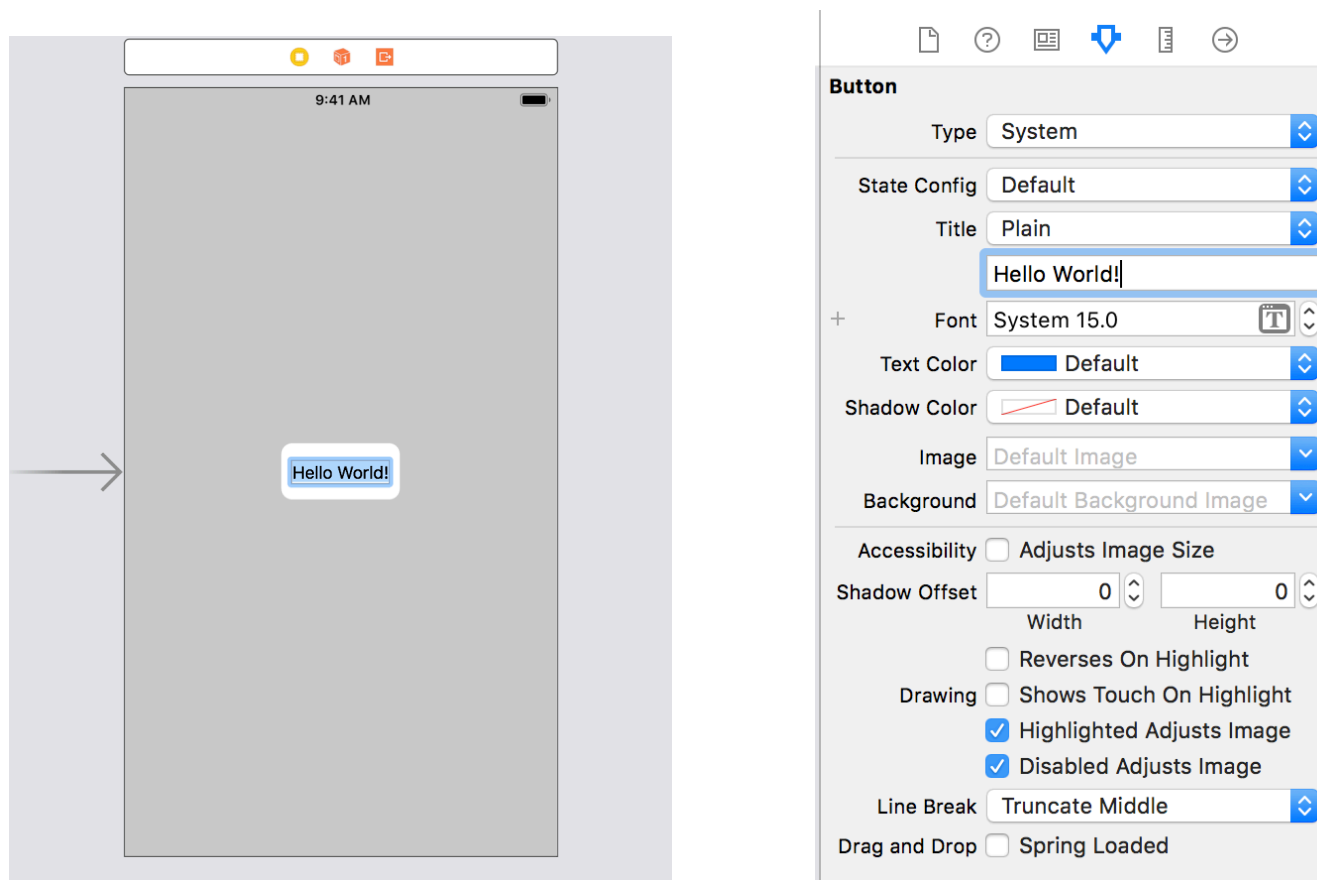 9:41 AM
Hello World!
Button
Type System
State Config Default
Title Plain
Hello World!
Font System 15.0 T
Text Color Default
Shadow Color Default
Image Default Image
Background Default Background Image
Accessibility Adjusts Image Size
Shadow Offset 0 0
Width Height
Reverses On Highlight
Drawing Shows Touch On Highlight
Highlighted Adjusts Image
Disabled Adjusts Image
Line Break Truncate Middle
Drag and Drop Spring Loaded